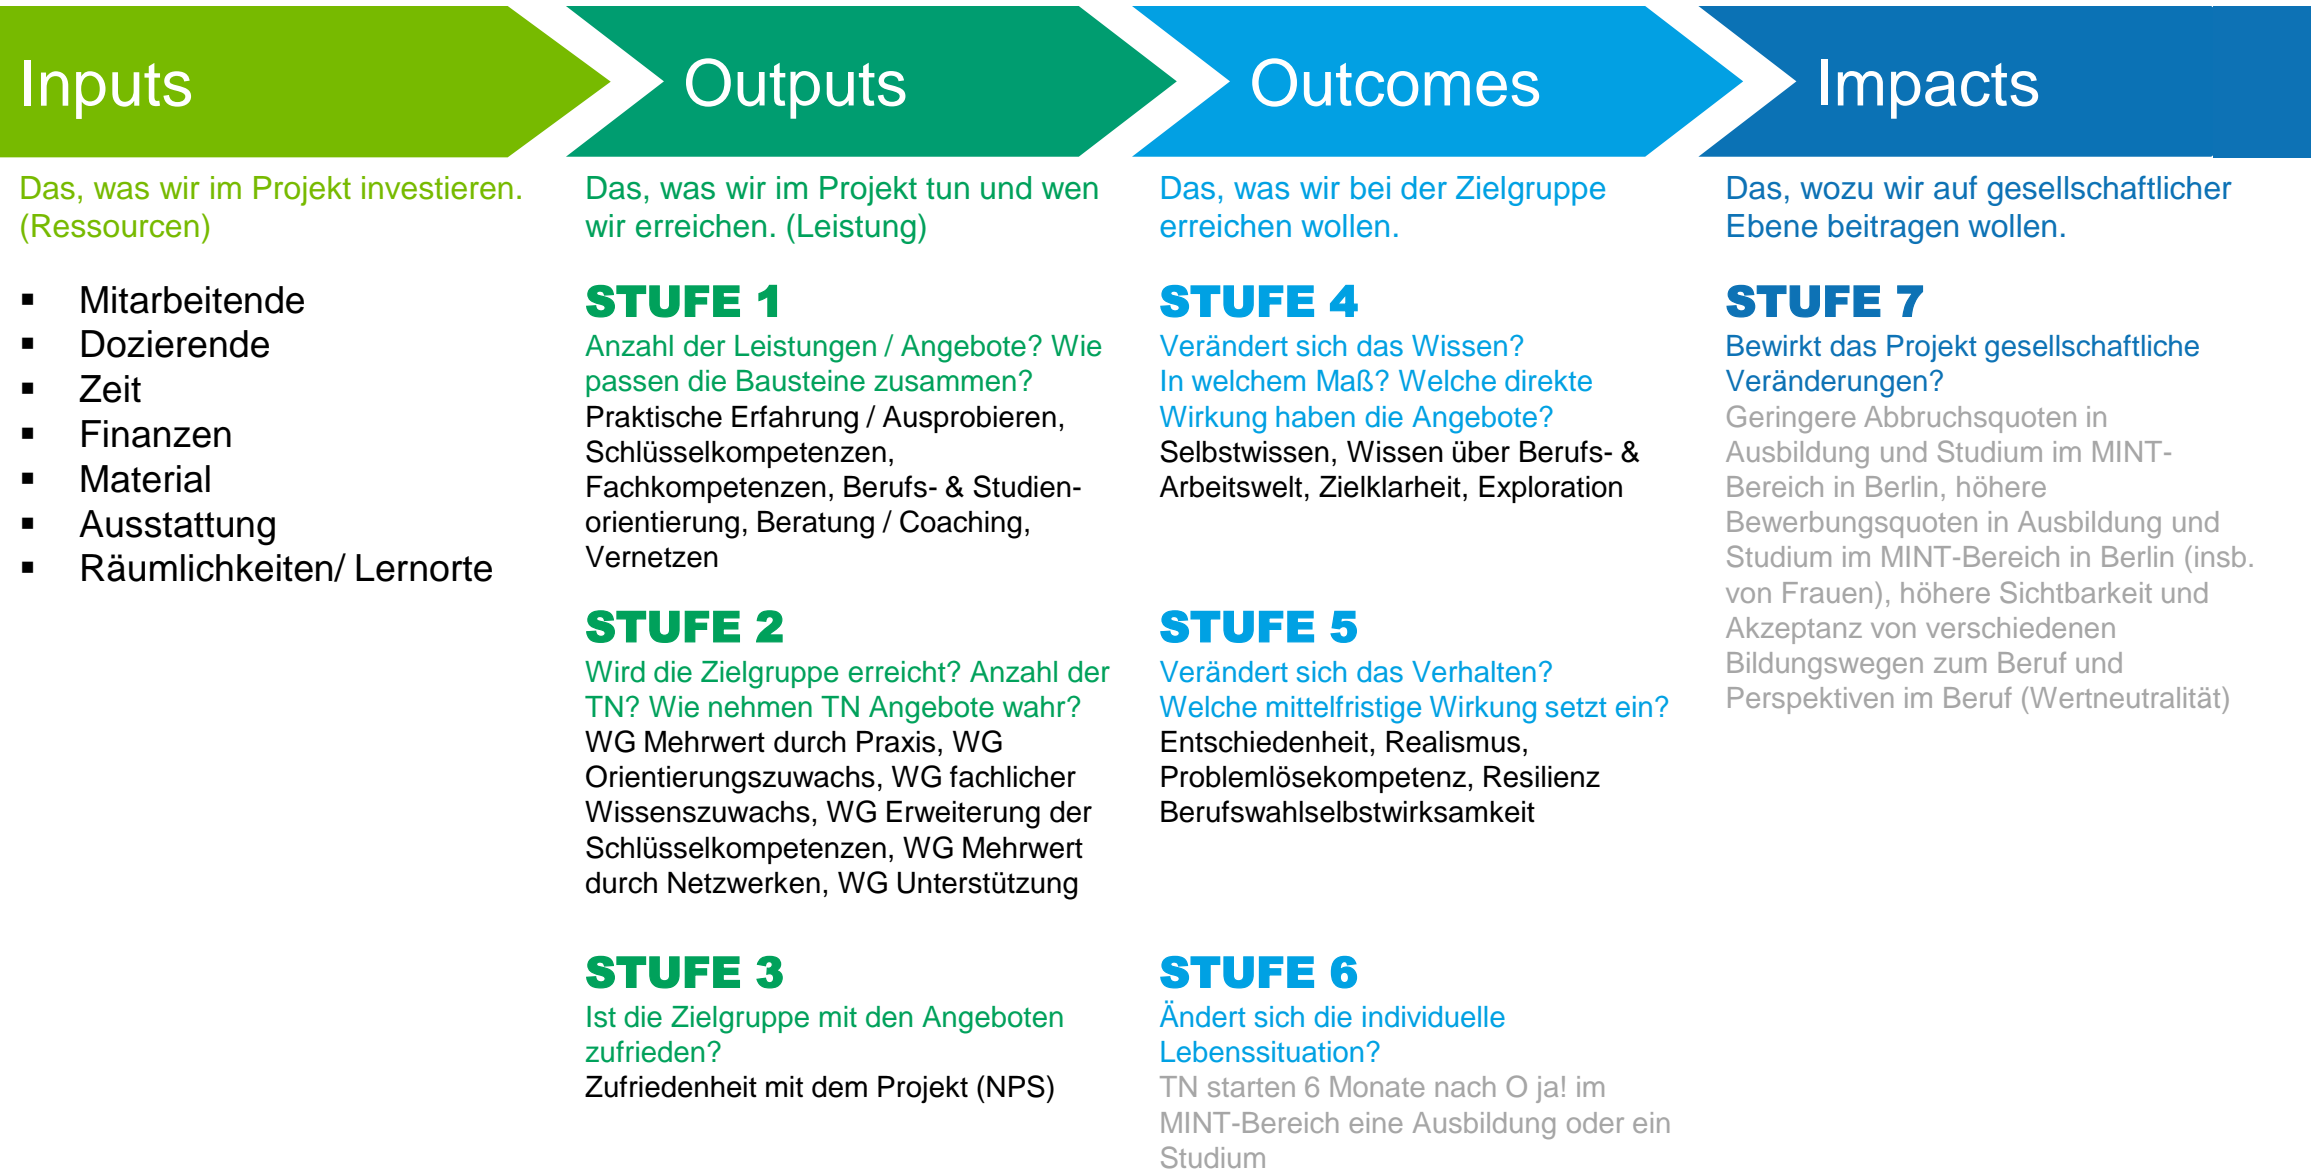 Inputs
Das, was wir im Projekt investieren.
(Ressourcen)
▪ Mitarbeitende
▪ Dozierende
▪ Zeit
▪ Finanzen
▪ Material
▪ Ausstattung
▪ Räumlichkeiten/ Lernorte
Outputs
Das, was wir im Projekt tun und wen
wir erreichen. (Leistung)
STUFE 1
Anzahl der Leistungen / Angebote? Wie
passen die Bausteine zusammen?
Praktische Erfahrung / Ausprobieren,
Schlüsselkompetenzen,
Fachkompetenzen, Berufs- & Studien-
orientierung, Beratung / Coaching,
Vernetzen
STUFE 2
Wird die Zielgruppe erreicht? Anzahl der
TN? Wie nehmen TN Angebote wahr?
WG Mehrwert durch Praxis, WG
Orientierungszuwachs, WG fachlicher
Wissenszuwachs, WG Erweiterung der
Schlüsselkompetenzen, WG Mehrwert
durch Netzwerken, WG Unterstützung
STUFE 3
Ist die Zielgruppe mit den Angeboten
zufrieden?
Zufriedenheit mit dem Projekt (NPS)
Outcomes
Das, was wir bei der Zielgruppe
erreichen wollen.
STUFE 4
Verändert sich das Wissen?
In welchem Maß? Welche direkte
Wirkung haben die Angebote?
Selbstwissen, Wissen über Berufs- &
Arbeitswelt, Zielklarheit, Exploration
STUFE 5
Verändert sich das Verhalten?
Welche mittelfristige Wirkung setzt ein?
Entschiedenheit, Realismus,
Problemlösekompetenz, Resilienz
Berufswahlselbstwirksamkeit
STUFE 6
Ändert sich die individuelle
Lebenssituation?
TN starten 6 Monate nach O ja! im
MINT-Bereich eine Ausbildung oder ein
Studium
Impacts
Das, wozu wir auf gesellschaftlicher
Ebene beitragen wollen.
STUFE 7
Bewirkt das Projekt gesellschaftliche
Veränderungen?
Geringere Abbruchsquoten in
Ausbildung und Studium im MINT-
Bereich in Berlin, höhere
Bewerbungsquoten in Ausbildung und
Studium im MINT-Bereich in Berlin (insb.
von Frauen), höhere Sichtbarkeit und
Akzeptanz von verschiedenen
Bildungswegen zum Beruf und
Perspektiven im Beruf (Wertneutralität)